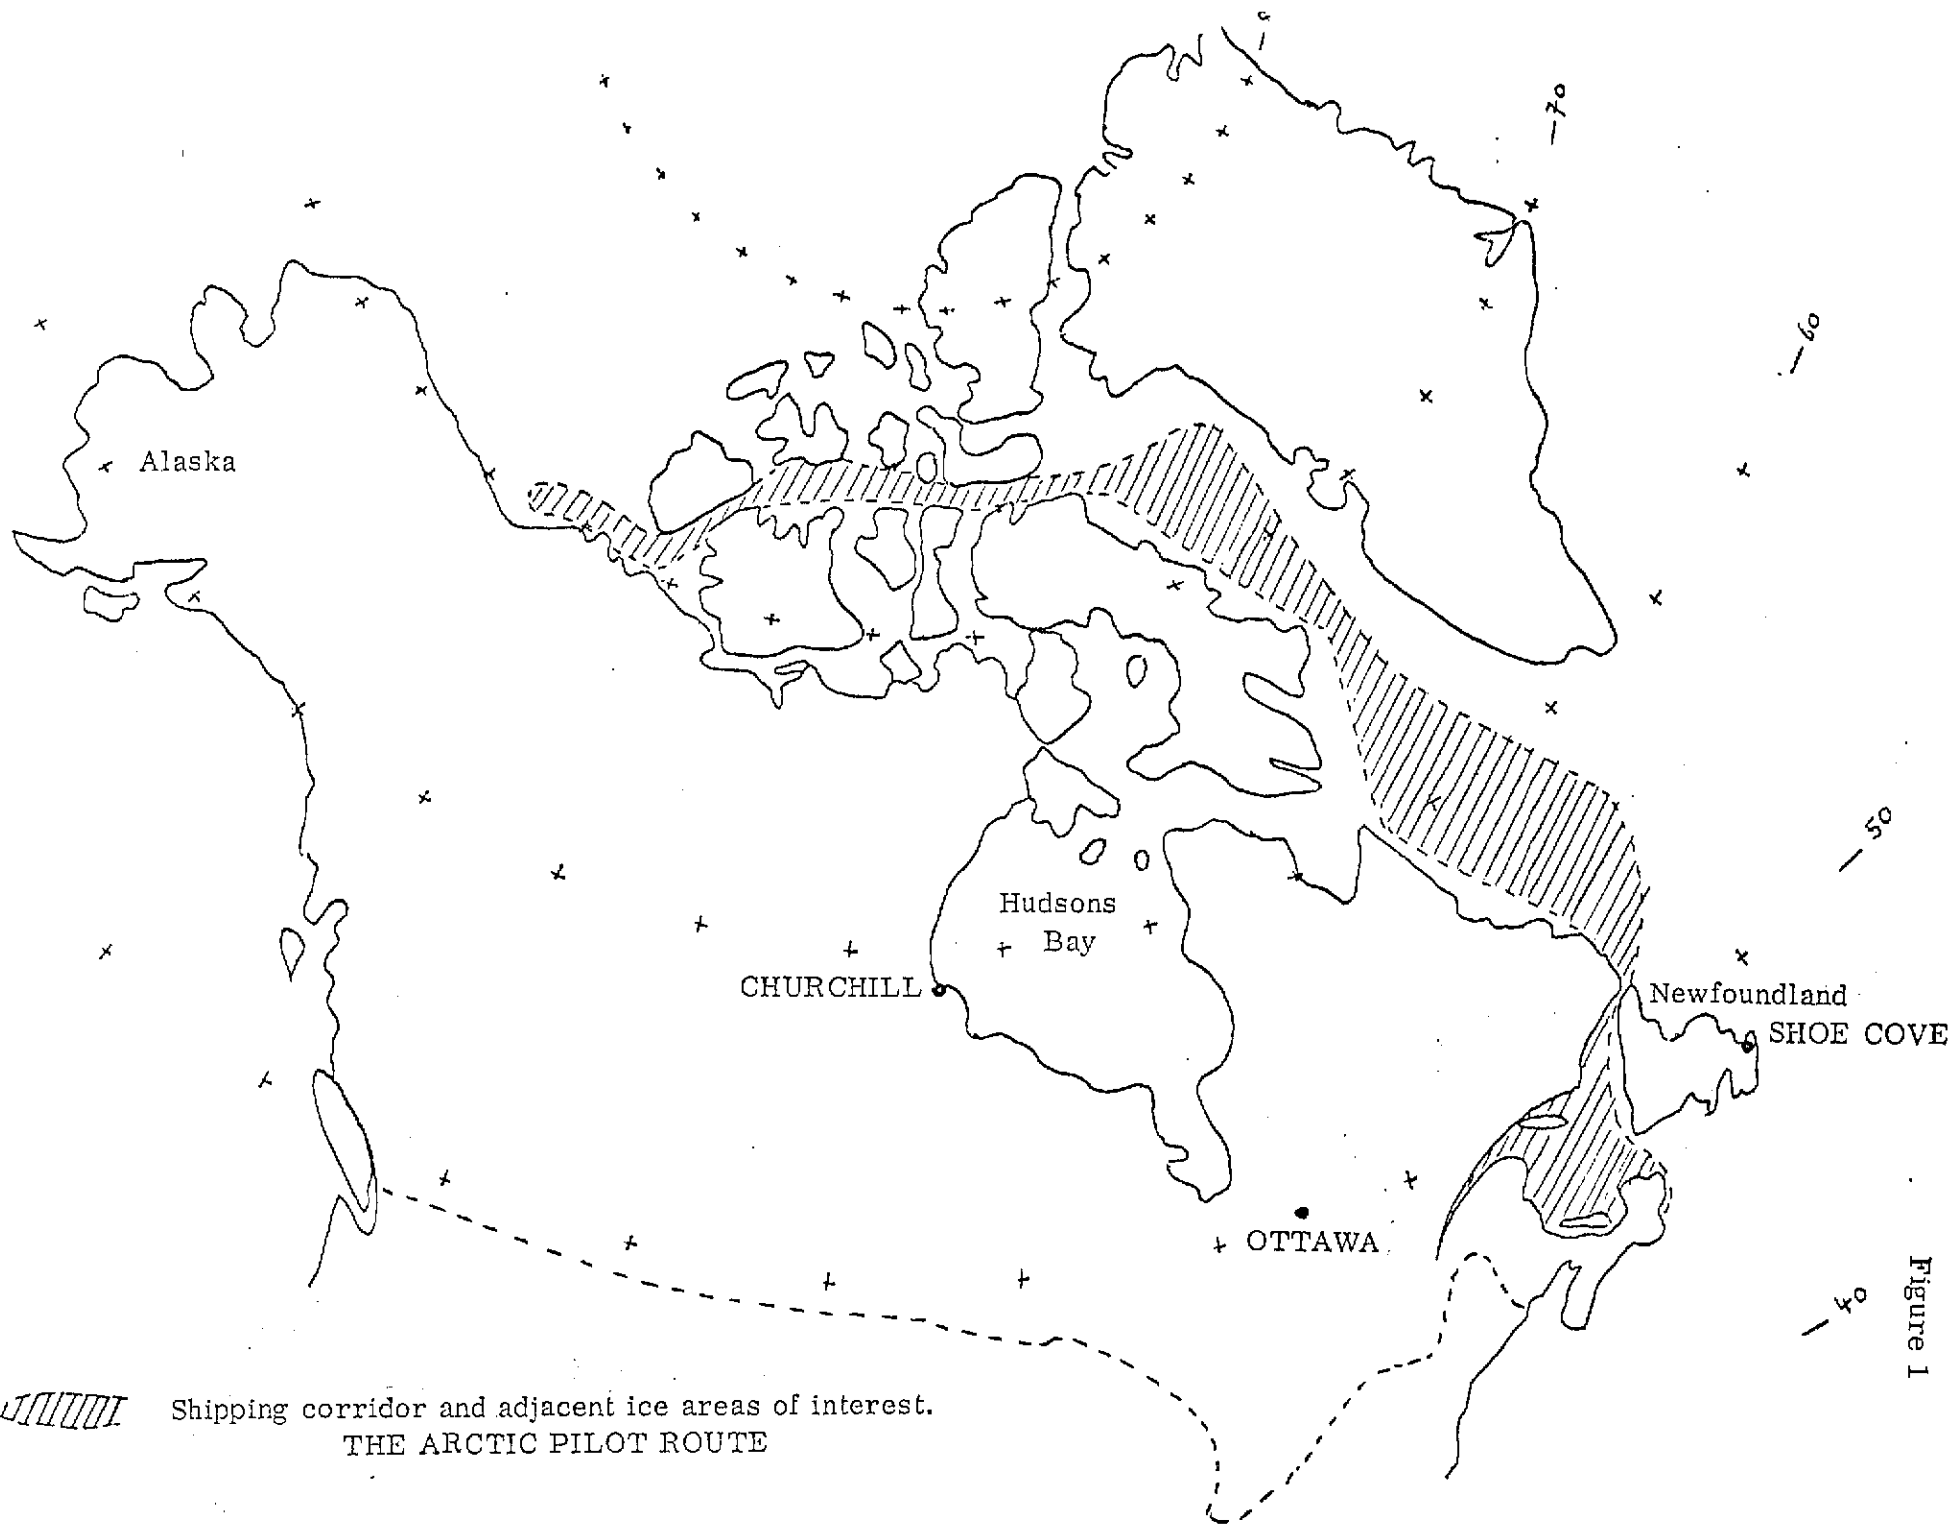 —70
—60
Alaska
—50
Hudsons
Bay
CHURCHILL
Newfoundland
SHOE COVE
OTTAWA
—40
Figure 1
Shipping corridor and adjacent ice areas of interest.
THE ARCTIC PILOT ROUTE